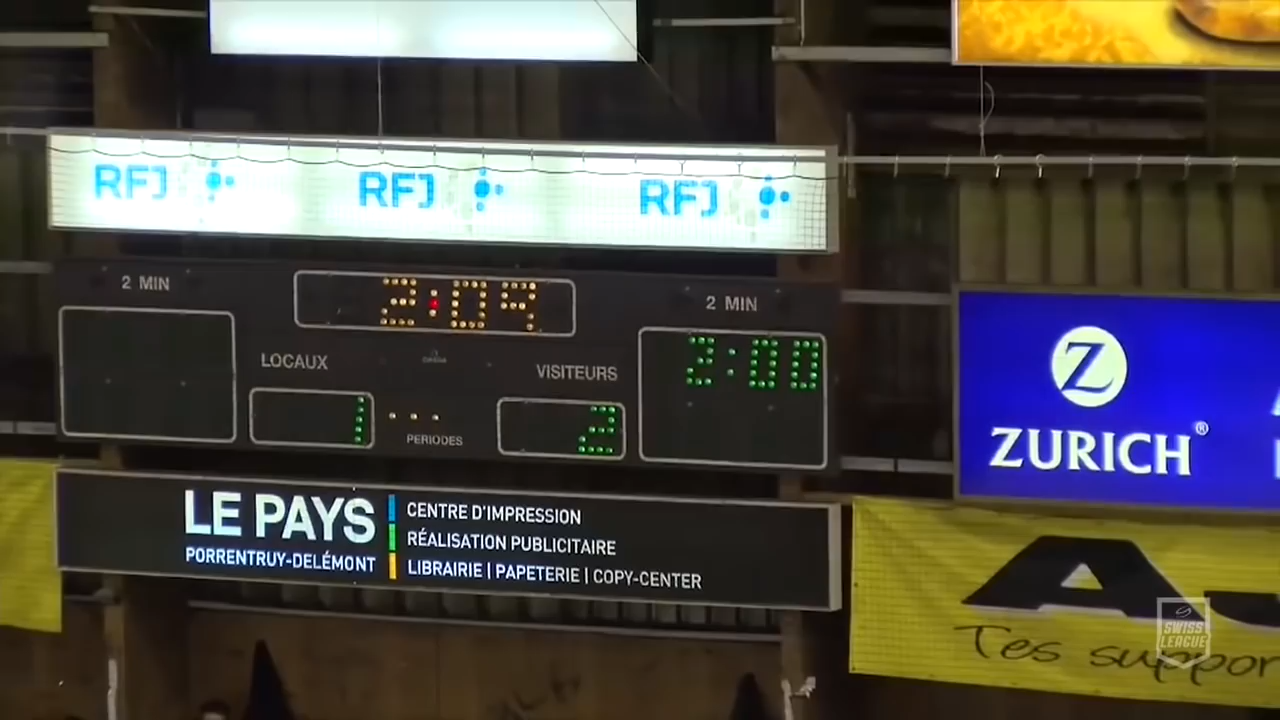 RFJ RFJ RFJ
2 MIN
2:09
2 MIN
2:00
LOCAUX
VISITEURS
1
PERIODES
2
LE PAYS
PORRENTRUY-DELÉMONT
CENTRE D'IMPRESSION
RÉALISATION PUBLICITAIRE
LIBRAIRIE | PAPETERIE | COPY-CENTER
Z
ZURICH®
Tes suppor
SWISS
LEAGUE